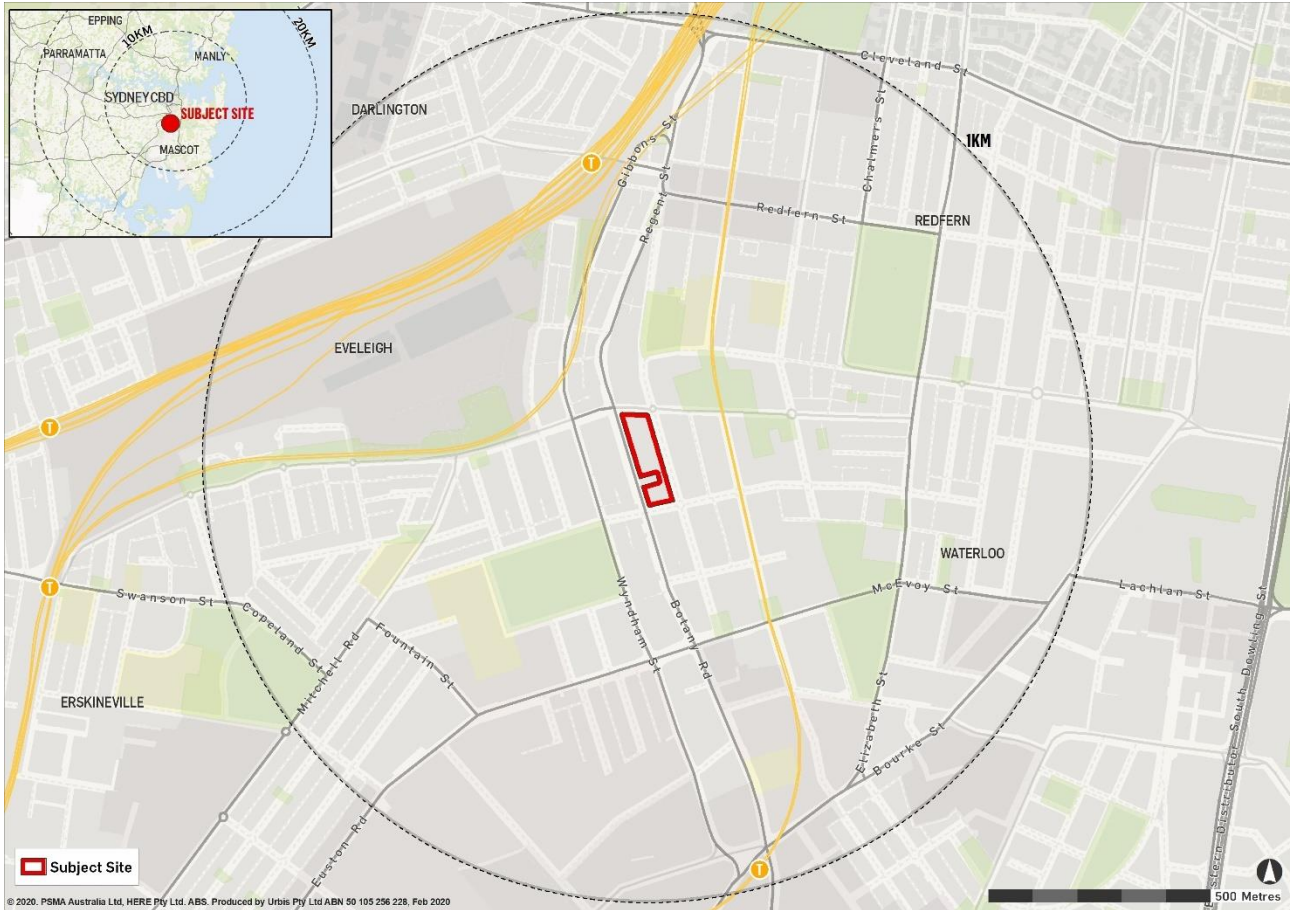 EPPING
20KM
10KM
PARRAMATTA
MANLY
SYDNEY CBD
SUBJECT SITE
MASCOT
DARLINGTON
Cleveland St
1KM
Chalmers St
Gibbons St
T
Regent St
Redfern St
REDFERN
EVELEIGH
T
WATERLOO
McEvoy St
Lachlan St
T
Swanson St
Copeland St
Mitchell Rd
Fountain St
Wyndham St
Botany Rd
Elizabeth St
Bourke St
ERSKINEVILLE
Euston Rd
Eastern Distributor South Dowling St
T
Subject Site
500 Metres
© 2020. PSMA Australia Ltd, HERE Pty Ltd. ABS. Produced by Urbis Pty Ltd ABN 50 105 256 228, Feb 2020